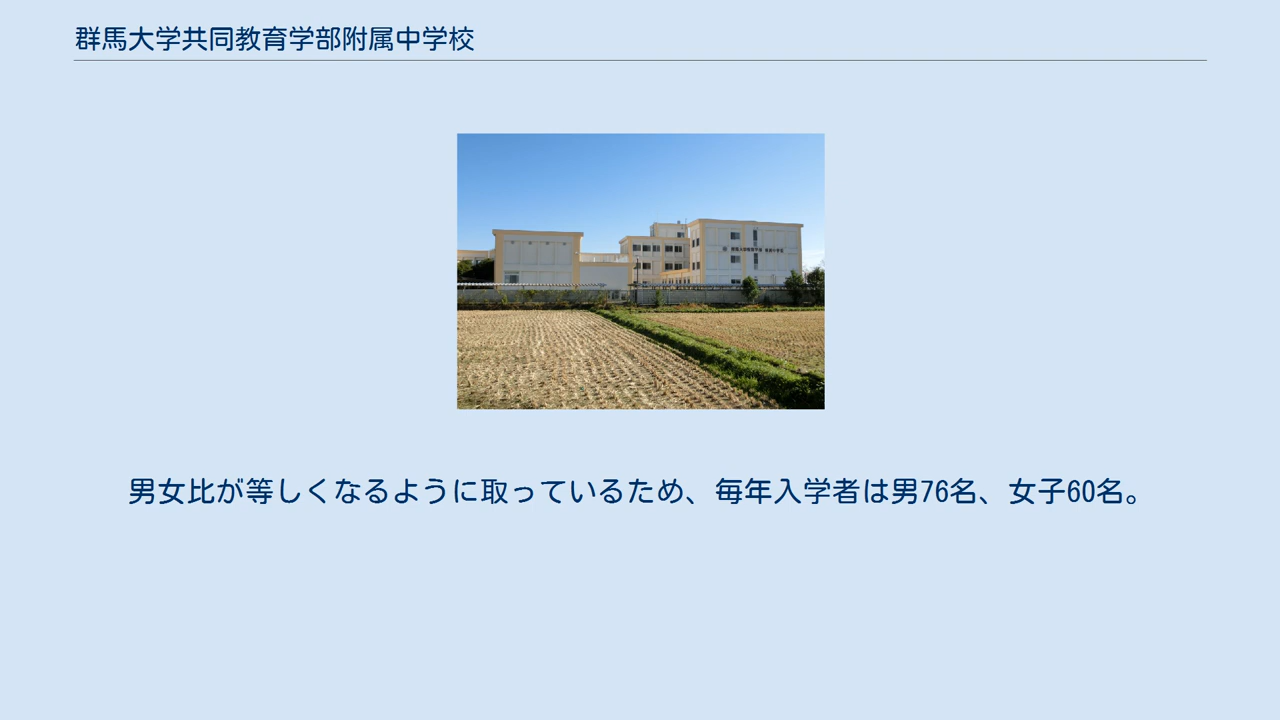 群馬大学共同教育学部附属中学校
男女比が等しくなるように取っているため、毎年入学者は男76名、女子60名。